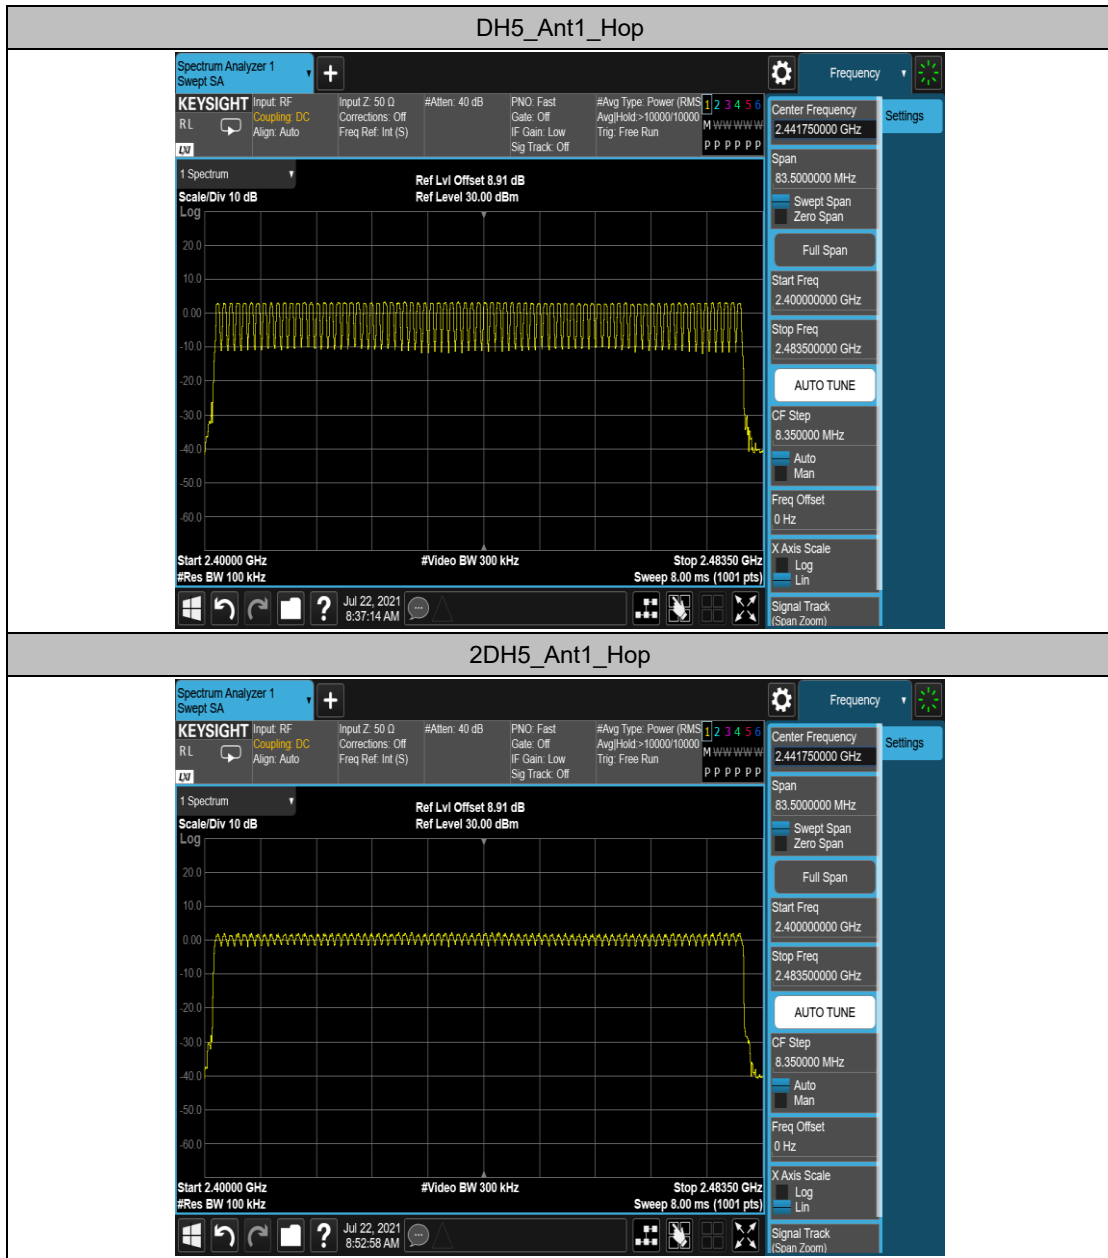 DH5_Ant1_Hop
Spectrum Analyzer 1
Swept SA
Frequency
KEYSIGHT
RL
LXI
Input: RF
Coupling: DC
Align: Auto
Input Z: 50 Ω
Corrections: Off
Freq Ref: Int (S)
#Atten: 40 dB
PNO: Fast
Gate: Off
IF Gain: Low
Sig Track: Off
#Avg Type: Power (RMS
Avg|Hold:>10000/10000
Trig: Free Run
1 2 3 4 5 6
M W W W W W
P P P P P P
Center Frequency
2.441750000 GHz
Settings
Span
83.5000000 MHz
Swept Span
Zero Span
Full Span
Start Freq
2.400000000 GHz
Stop Freq
2.483500000 GHz
AUTO TUNE
CF Step
8.350000 MHz
Auto
Man
Freq Offset
0 Hz
X Axis Scale
Log
Lin
Signal Track
(Span Zoom)
1 Spectrum
Scale/Div 10 dB
Log
Ref Lvl Offset 8.91 dB
Ref Level 30.00 dBm
20.0
10.0
0.00
-10.0
-20.0
-30.0
-40.0
-50.0
-60.0
Start 2.40000 GHz
#Res BW 100 kHz
#Video BW 300 kHz
Stop 2.48350 GHz
Sweep 8.00 ms (1001 pts)
?
Jul 22, 2021
8:37:14 AM
2DH5_Ant1_Hop
Spectrum Analyzer 1
Swept SA
Frequency
KEYSIGHT
RL
LXI
Input: RF
Coupling: DC
Align: Auto
Input Z: 50 Ω
Corrections: Off
Freq Ref: Int (S)
#Atten: 40 dB
PNO: Fast
Gate: Off
IF Gain: Low
Sig Track: Off
#Avg Type: Power (RMS
Avg|Hold:>10000/10000
Trig: Free Run
1 2 3 4 5 6
M W W W W W
P P P P P P
Center Frequency
2.441750000 GHz
Settings
Span
83.5000000 MHz
Swept Span
Zero Span
Full Span
Start Freq
2.400000000 GHz
Stop Freq
2.483500000 GHz
AUTO TUNE
CF Step
8.350000 MHz
Auto
Man
Freq Offset
0 Hz
X Axis Scale
Log
Lin
Signal Track
(Span Zoom)
1 Spectrum
Scale/Div 10 dB
Log
Ref Lvl Offset 8.91 dB
Ref Level 30.00 dBm
20.0
10.0
0.00
-10.0
-20.0
-30.0
-40.0
-50.0
-60.0
Start 2.40000 GHz
#Res BW 100 kHz
#Video BW 300 kHz
Stop 2.48350 GHz
Sweep 8.00 ms (1001 pts)
?
Jul 22, 2021
8:52:58 AM